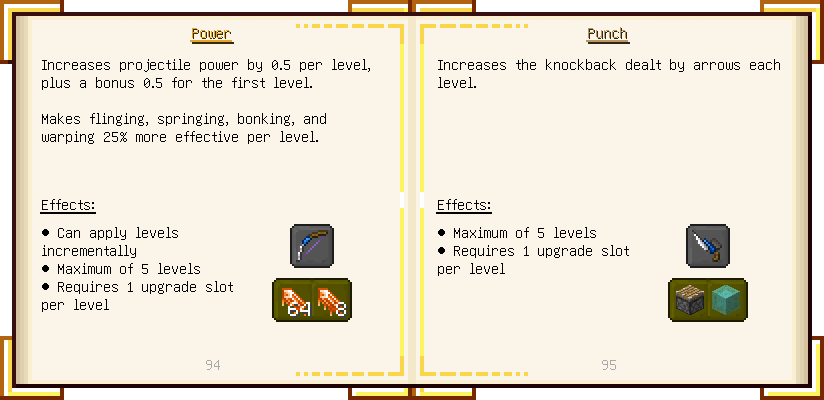 Power
Increases projectile power by 0.5 per level,
plus a bonus 0.5 for the first level.
Makes flinging, springing, bonking, and
warping 25% more effective per level.
Effects:
● Can apply levels
incrementally
● Maximum of 5 levels
● Requires 1 upgrade slot
per level
64
8
94
Punch
Increases the knockback dealt by arrows each
level.
Effects:
● Maximum of 5 levels
● Requires 1 upgrade slot
per level
95